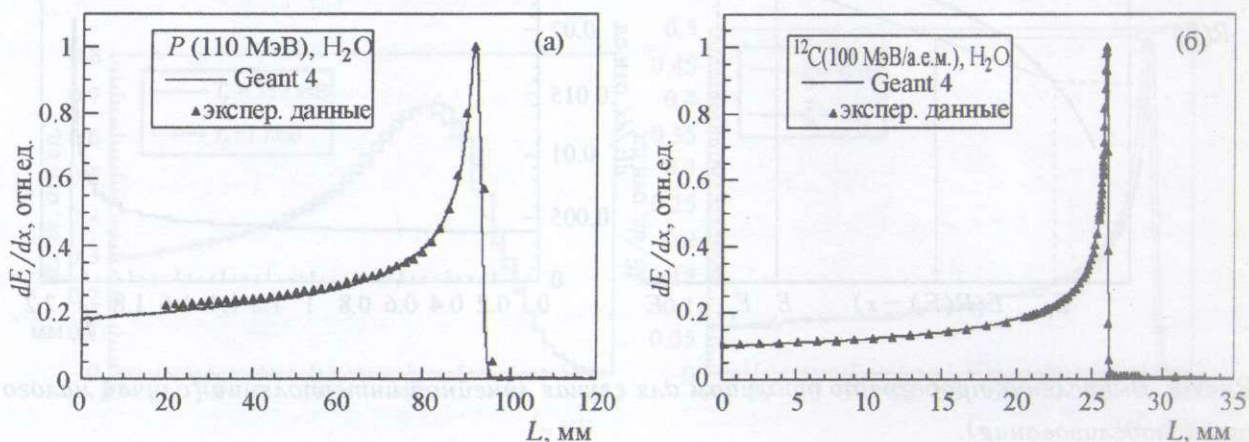 P (110 МэВ), H₂O
Geant 4
экспер. данные
(а)
dE/dx, отн.ед.
1
0.8
0.6
0.4
0.2
0
0 20 40 60 80 100 120
L, мм
¹²C(100 МэВ/а.е.м.), H₂O
Geant 4
экспер. данные
(б)
dE/dx, отн.ед.
1
0.8
0.6
0.4
0.2
0
0 5 10 15 20 25 30 35
L, мм